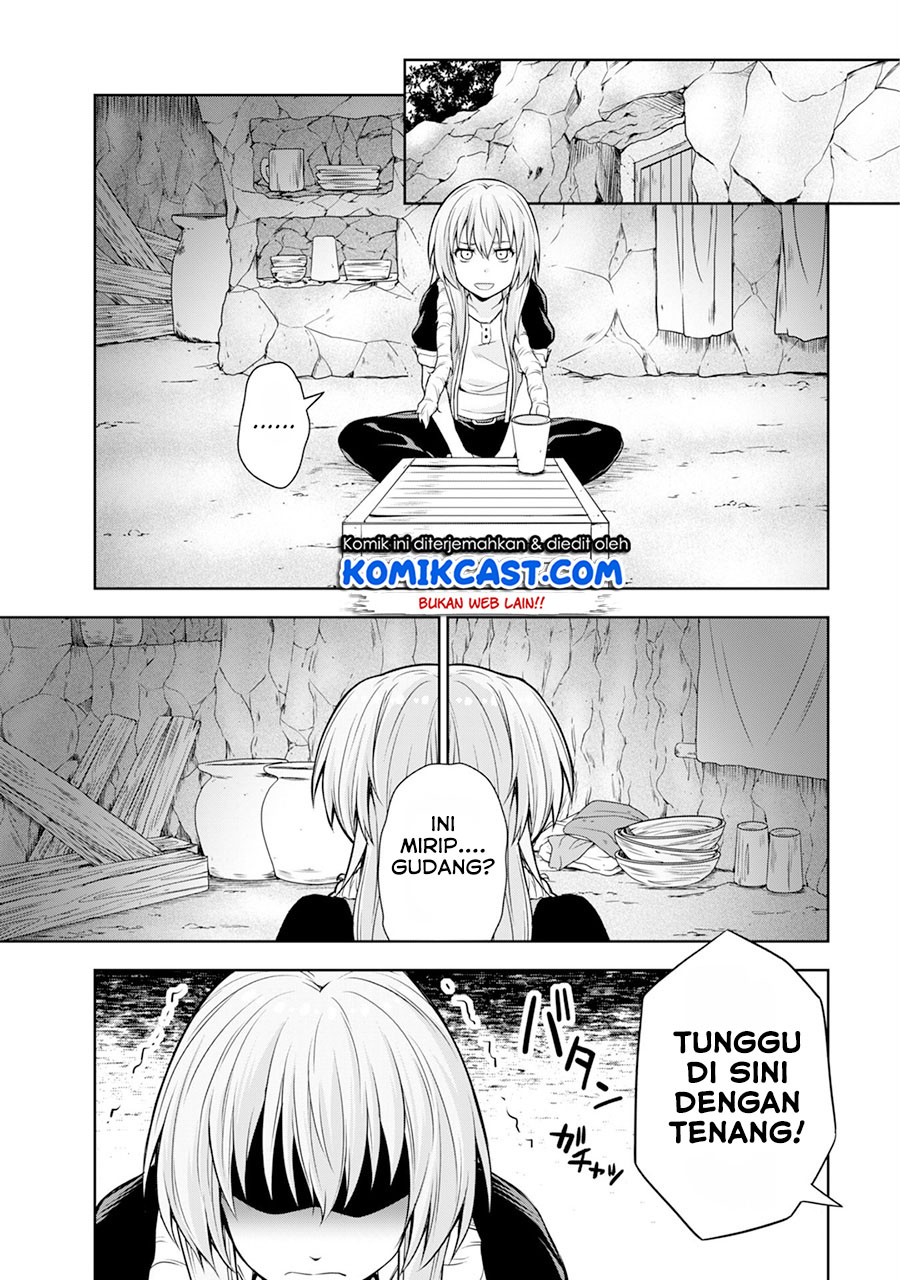 ......
Komik ini diterjemahkan & diedit oleh
KOMIKCAST.COM
BUKAN WEB LAIN!!
INI
MIRIP....
GUDANG?
TUNGGU
DI SINI
DENGAN
TENANG!
バタン
ガチャッ